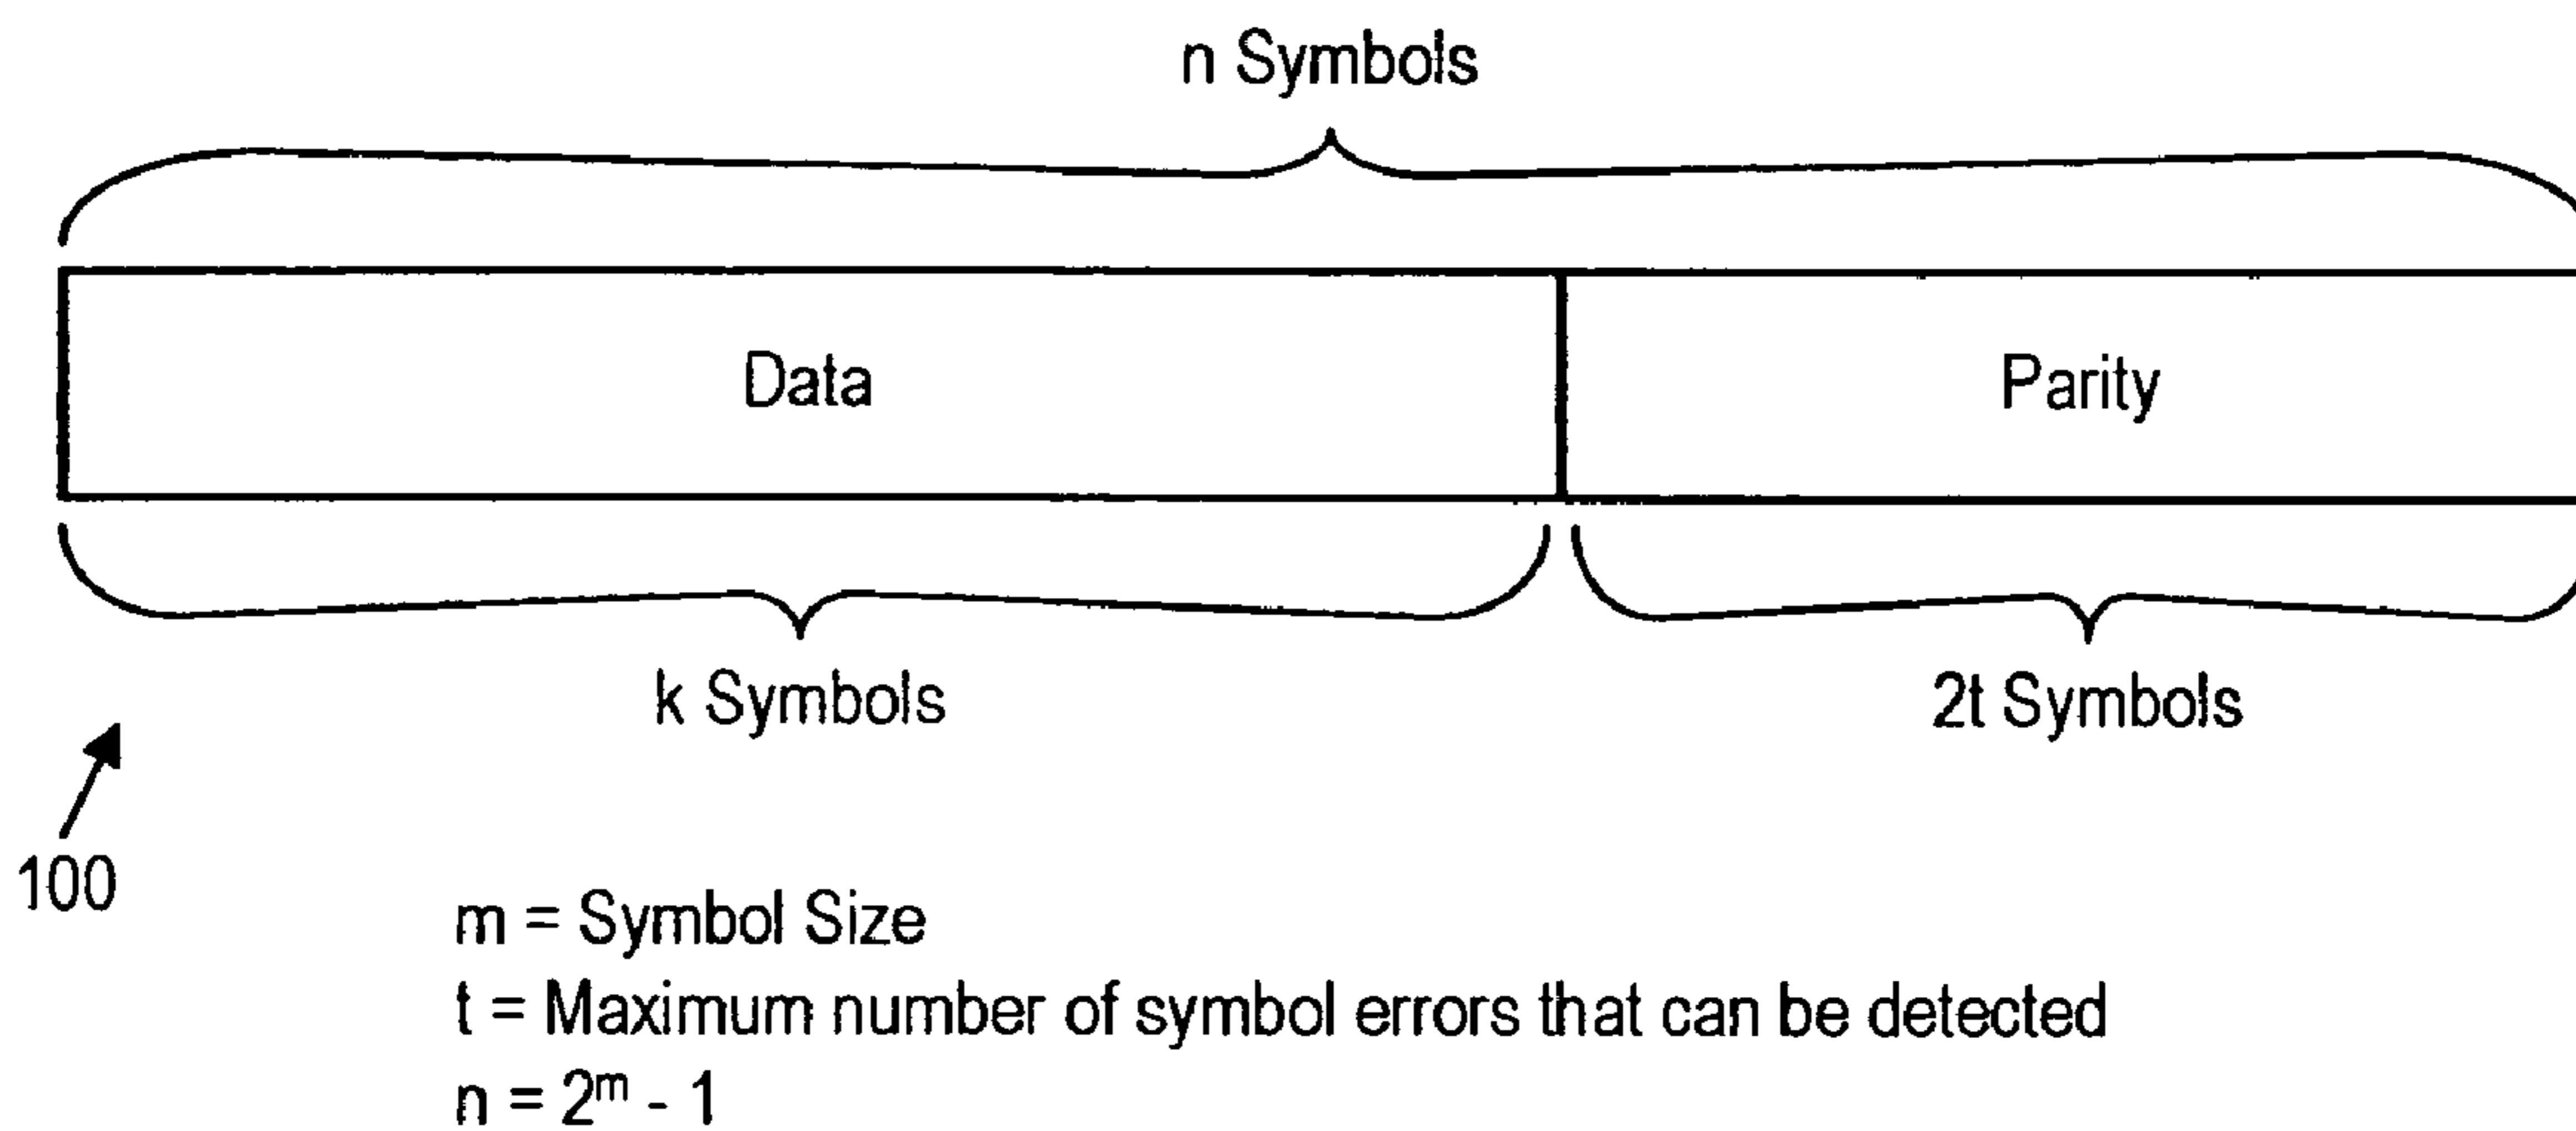 n Symbols
Data
Parity
k Symbols
2t Symbols
100
m = Symbol Size
t = Maximum number of symbol errors that can be detected
n = 2ᵐ - 1